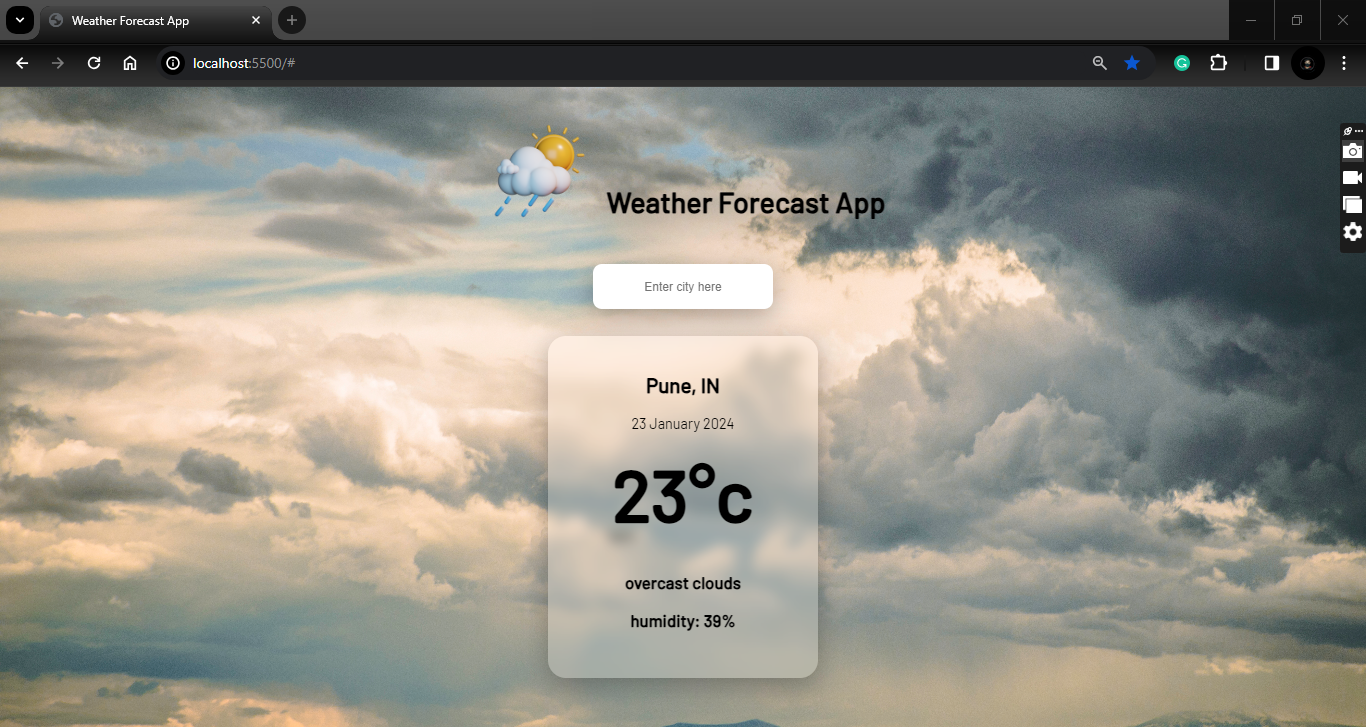 Weather Forecast App
localhost:5500/#
Weather Forecast App
Enter city here
Pune, IN
23 January 2024
23°c
overcast clouds
humidity: 39%